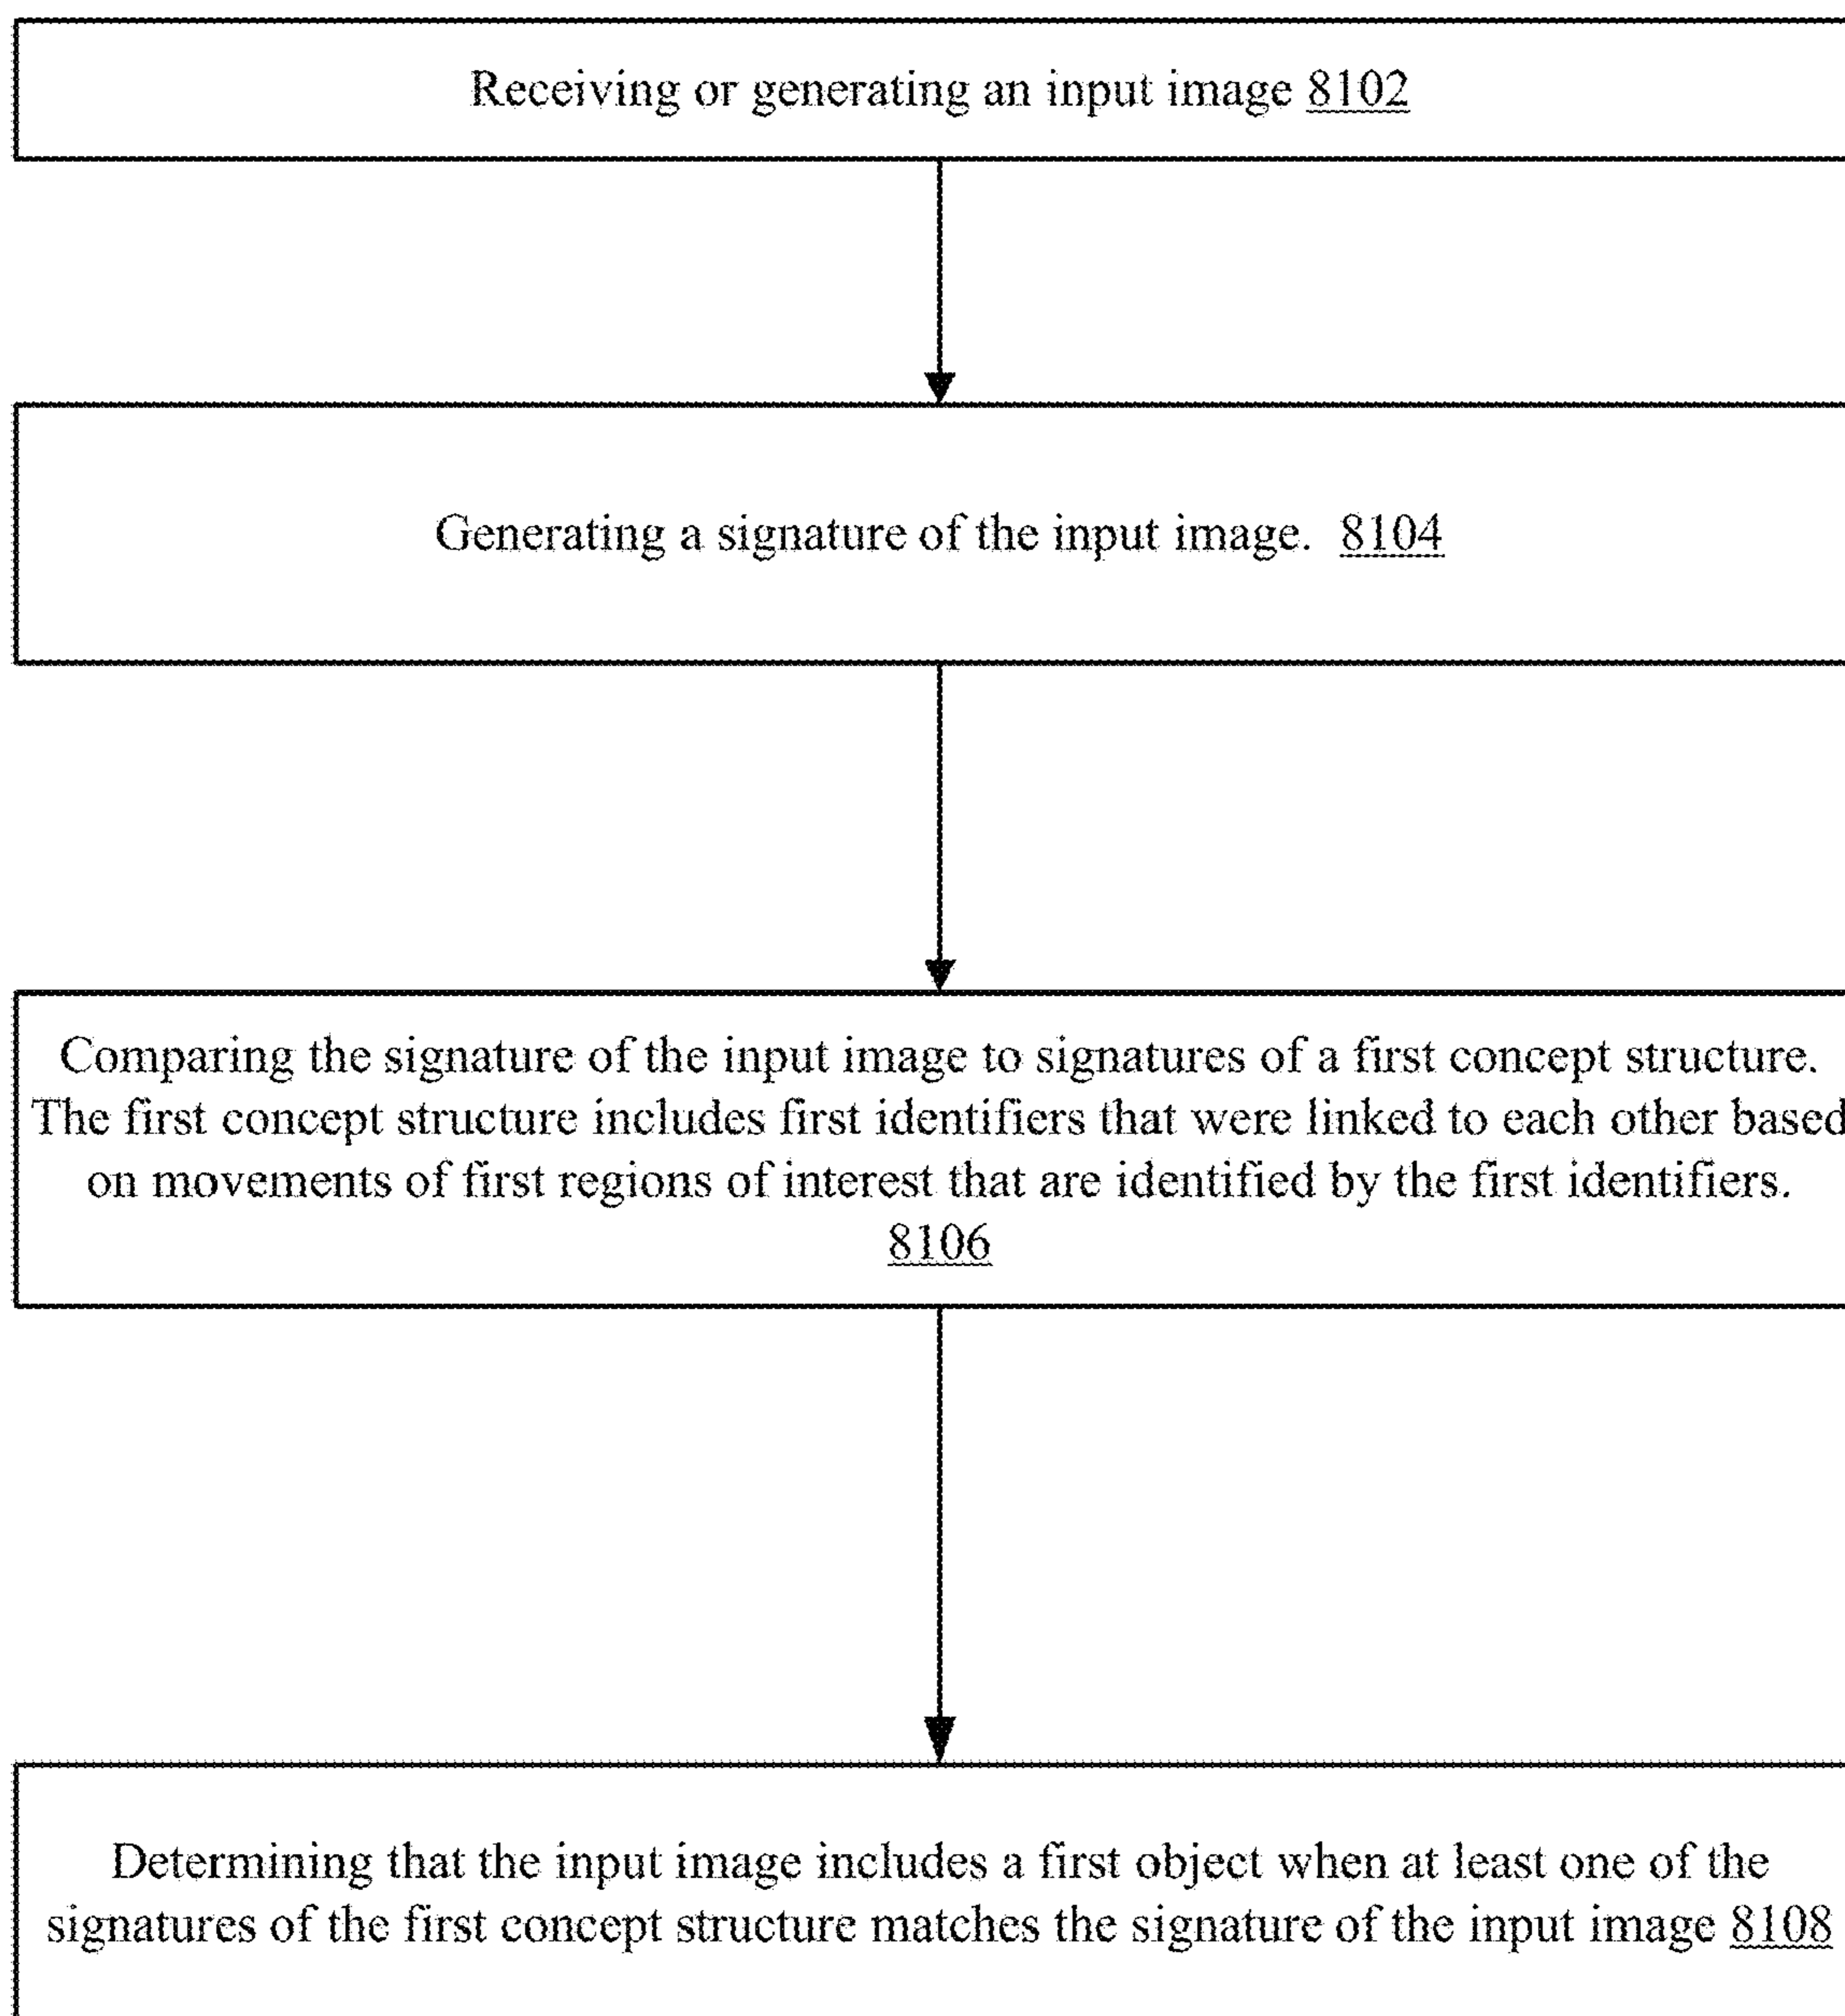 Receiving or generating an input image 8102
Generating a signature of the input image. 8104
Comparing the signature of the input image to signatures of a first concept structure.
The first concept structure includes first identifiers that were linked to each other based
on movements of first regions of interest that are identified by the first identifiers.
8106
Determining that the input image includes a first object when at least one of the
signatures of the first concept structure matches the signature of the input image 8108